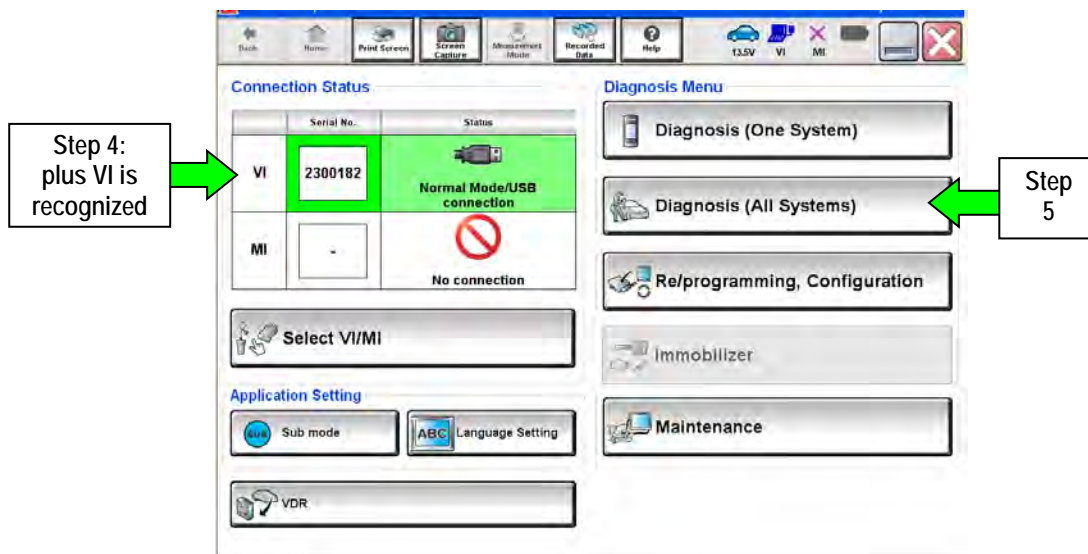 Back
Home
Print Screen
Screen
Capture
Measurement
Mode
Recorded
Data
Help
13.5V
VI
MI
Connection Status
Serial No.
Status
VI
2300182
Normal Mode/USB
connection
MI
-
No connection
Select VI/MI
Application Setting
SUB
Sub mode
ABC
Language Setting
VDR
Diagnosis Menu
Diagnosis (One System)
Diagnosis (All Systems)
Re/programming, Configuration
Immobilizer
Maintenance
Step 4:
plus VI is
recognized
Step
5